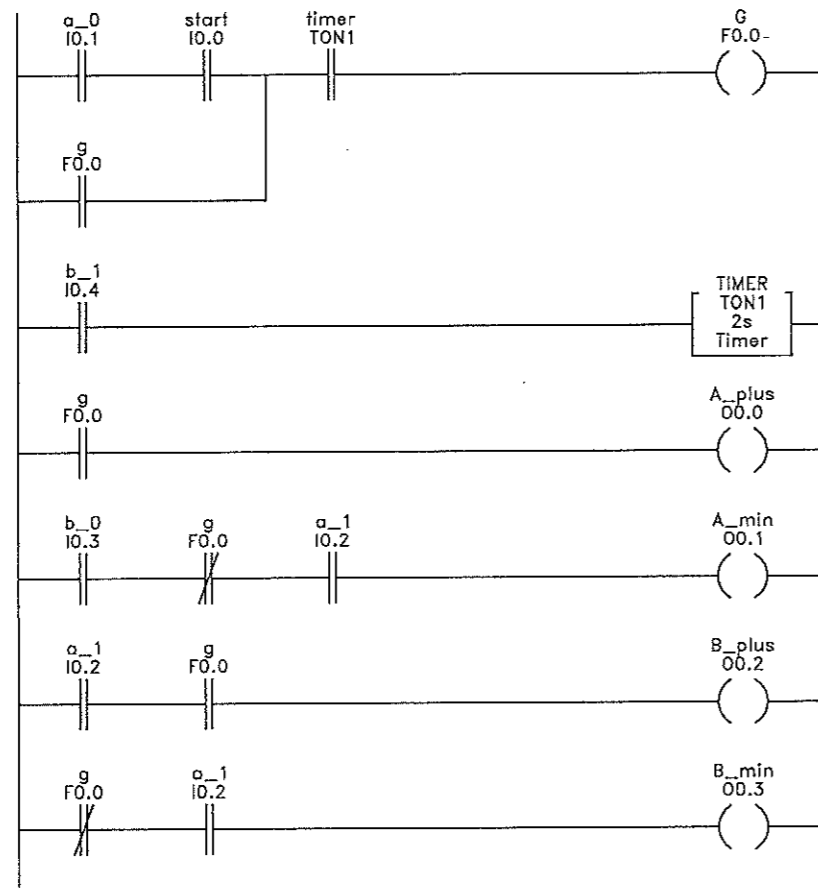 a_0 start timer G
I0.1 I0.0 TON1 F0.0-
g
F0.0
b_1
I0.4
TIMER
TON1
2s
Timer
g A_plus
F0.0 O0.0
b_0 g a_1 A_min
I0.3 F0.0 I0.2 O0.1
a_1 g B_plus
I0.2 F0.0 O0.2
g a_1 B_min
F0.0 I0.2 O0.3